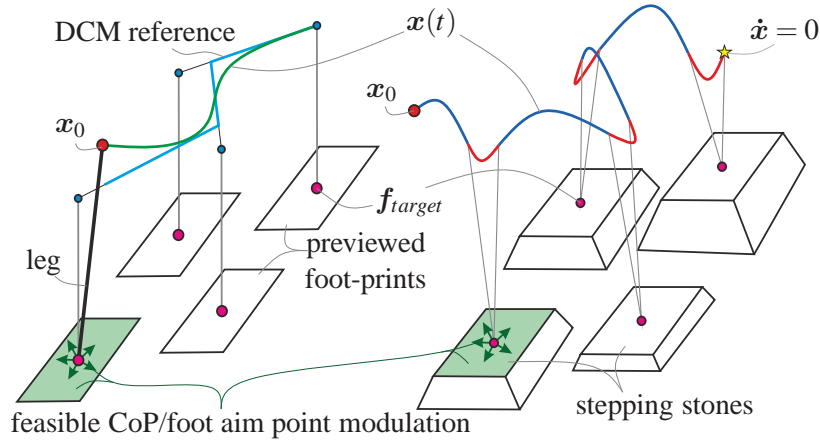 DCM reference
x(t)
ẋ = 0
x₀
x₀
f_target
leg
previewed
foot-prints
stepping stones
feasible CoP/foot aim point modulation